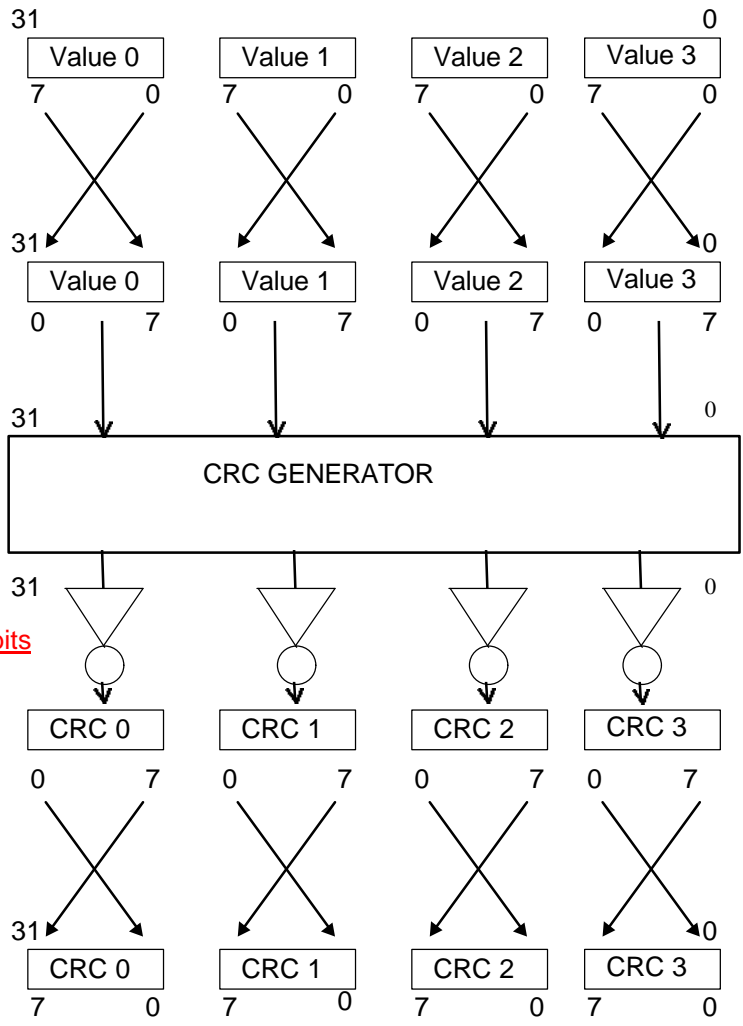 31 0
Value 0 Value 1 Value 2 Value 3
7 0 7 0 7 0 7 0
31 0
Value 0 Value 1 Value 2 Value 3
0 7 0 7 0 7 0 7
31 0
CRC GENERATOR
31 0
bits
CRC 0 CRC 1 CRC 2 CRC 3
0 7 0 7 0 7 0 7
31 0
CRC 0 CRC 1 CRC 2 CRC 3
7 0 7 0 7 0 7 0